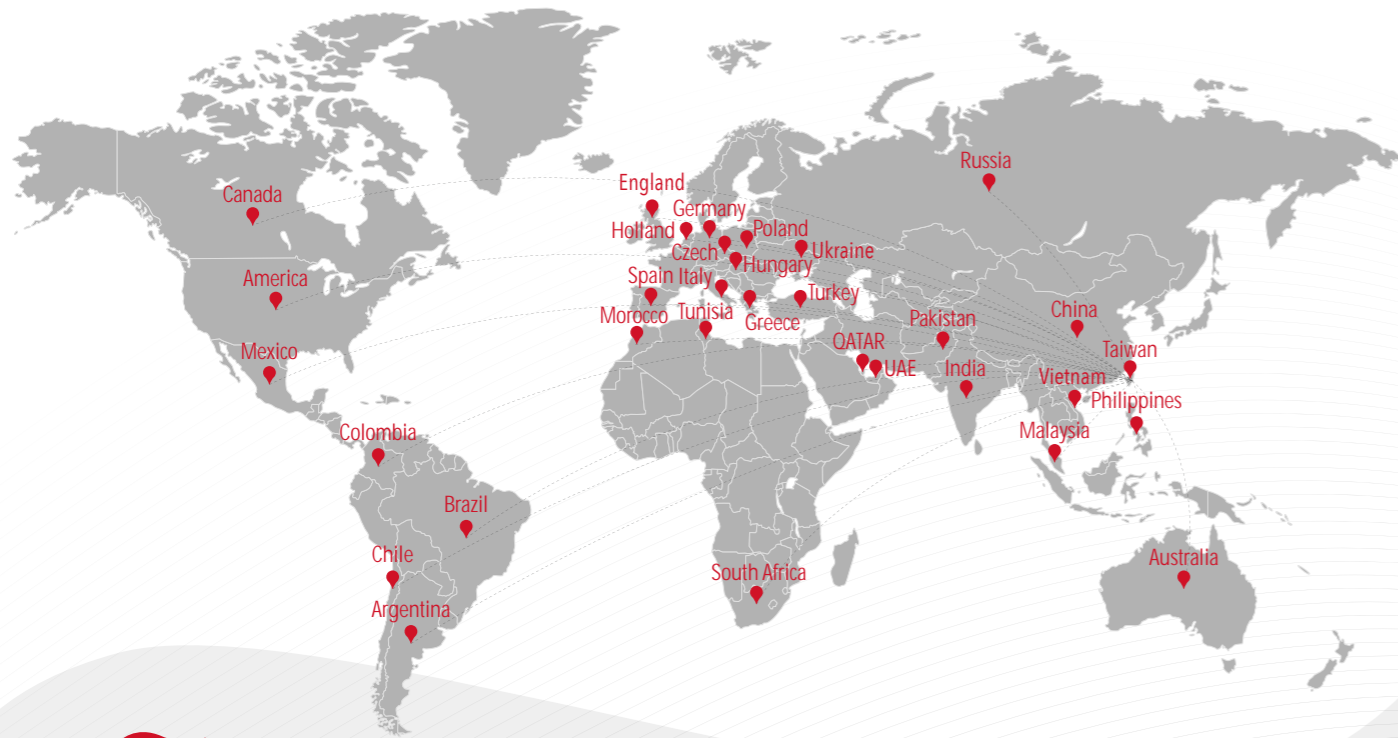 Russia
Canada
England
Germany
Holland
Poland
Czech
Ukraine
Hungary
America
Spain Italy
Turkey
Morocco
Tunisia
Greece
Pakistan
China
QATAR
Mexico
Taiwan
UAE
India
Vietnam
Philippines
Colombia
Malaysia
Brazil
Chile
Australia
South Africa
Argentina